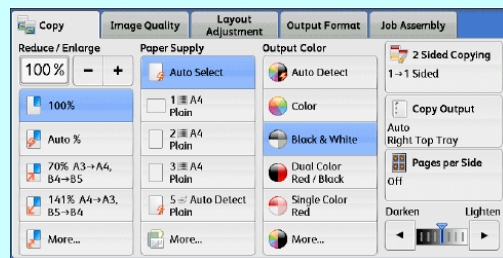 Copy
Image Quality
Layout
Adjustment
Output Format
Job Assembly
Reduce / Enlarge
100%
−
+
100%
Auto %
70% A3→A4,
B4→B5
141% A4→A3,
B5→B4
More...
Paper Supply
Auto Select
1 A4
Plain
2 A4
Plain
3 A4
Plain
5 Auto Detect
Plain
More...
Output Color
Auto Detect
Color
Black & White
Dual Color
Red / Black
Single Color
Red
More...
2 Sided Copying
1→1 Sided
Copy Output
Auto
Right Top Tray
Pages per Side
Off
Darken Lighten